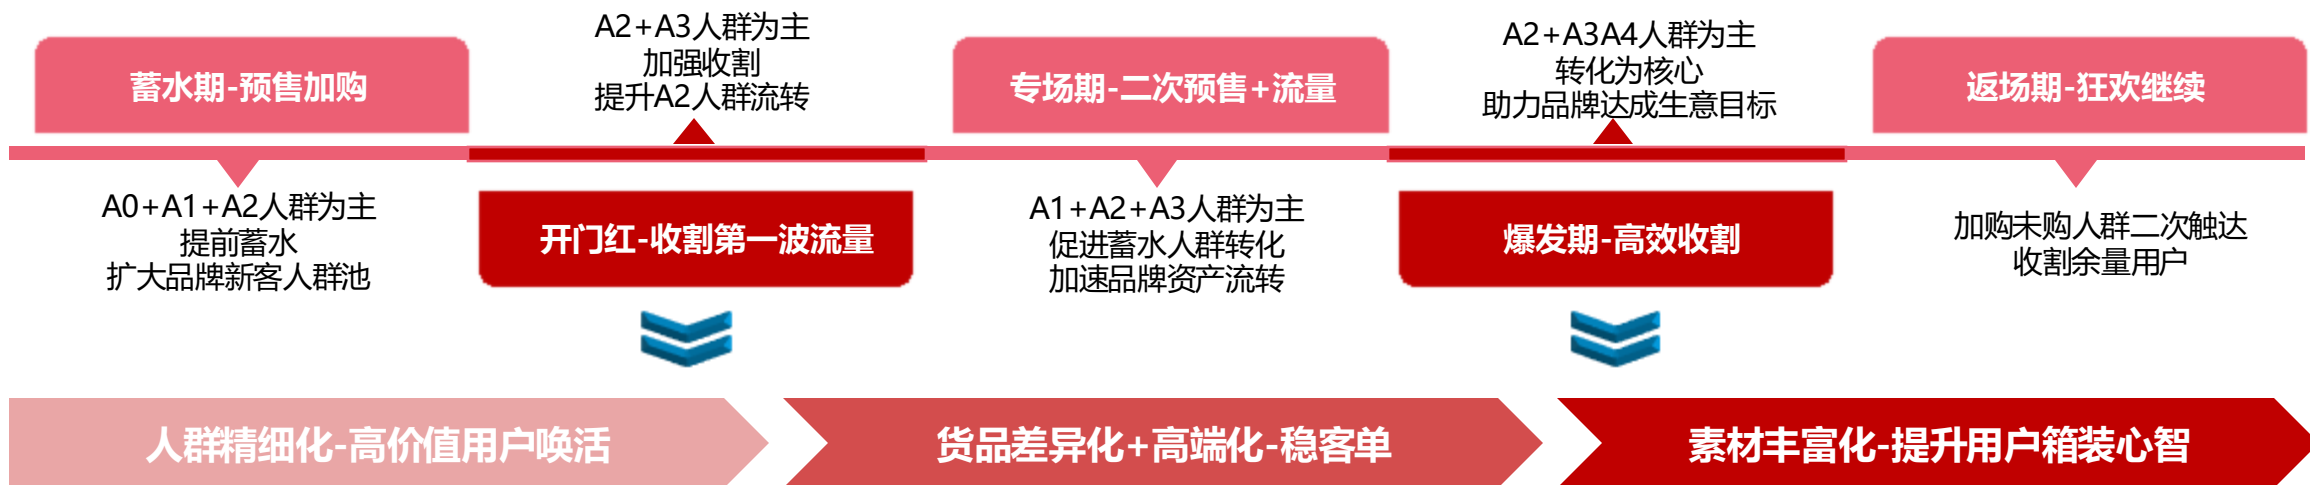 蓄水期-预售加购
A0+A1+A2人群为主
提前蓄水
扩大品牌新客人群池
A2+A3人群为主
加强收割
提升A2人群流转
开门红-收割第一波流量
专场期-二次预售+流量
A1+A2+A3人群为主
促进蓄水人群转化
加速品牌资产流转
A2+A3A4人群为主
转化为核心
助力品牌达成生意目标
爆发期-高效收割
返场期-狂欢继续
加购未购人群二次触达
收割余量用户
人群精细化-高价值用户唤活
货品差异化+高端化-稳客单
素材丰富化-提升用户箱装心智